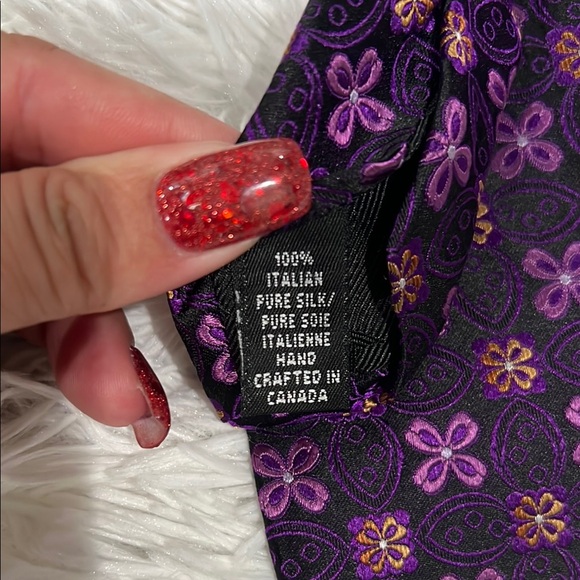 100%
ITALIAN
PURE SILK/
PURE SOIE
ITALIENNE
HAND
CRAFTED IN
CANADA